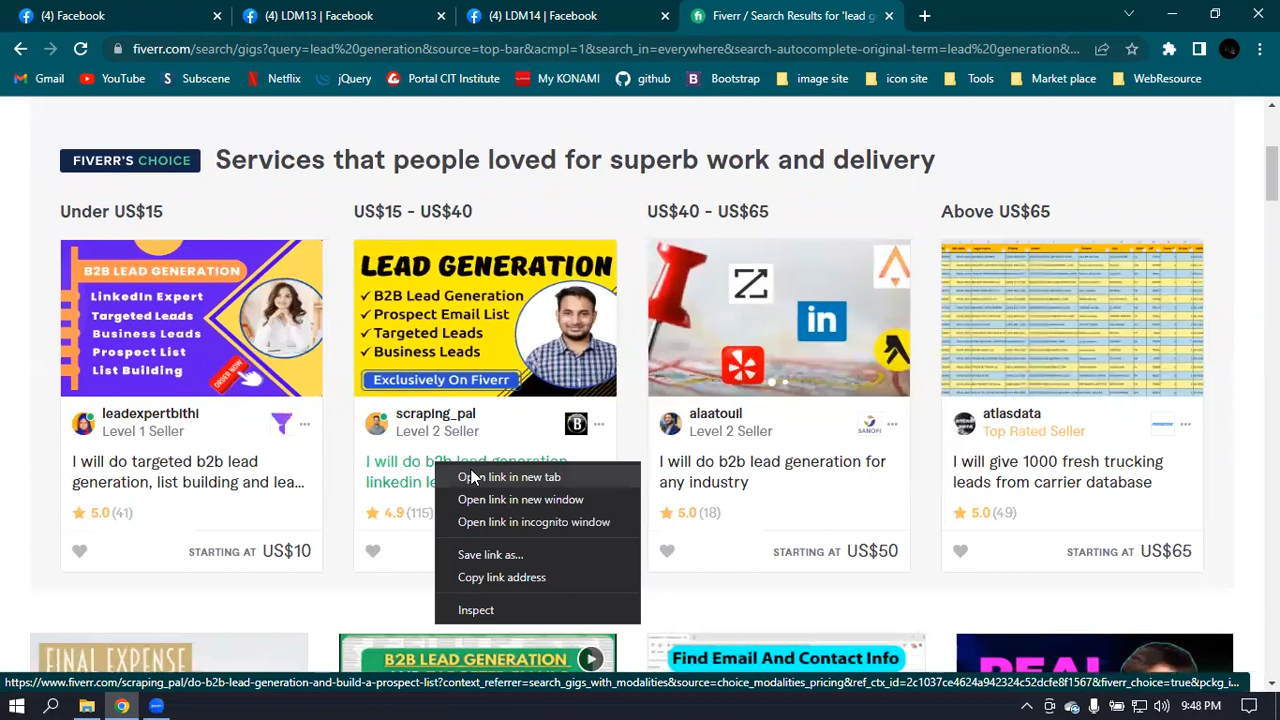 (4) Facebook
(4) LDM13 | Facebook
(4) LDM14 | Facebook
Fiverr / Search Results for 'lead g
fiverr.com/search/gigs?query=lead%20generation&source=top-bar&acmpl=1&search_in=everywhere&search-autocomplete-original-term=lead%20generation&...
Gmail
YouTube
Subscene
Netflix
jQuery
Portal CIT Institute
My KONAMI
github
Bootstrap
image site
icon site
Tools
Market place
WebResource
FIVERR'S CHOICE
Services that people loved for superb work and delivery
Under US$15
US$15 - US$40
US$40 - US$65
Above US$65
B2B LEAD GENERATION
LinkedIn Expert
Targeted Leads
Business Leads
Prospect List
List Building
ORDER NOW
LEAD GENERATION
✓ B2B Lead Generation
✓ Prospect Email List
✓ Targeted Leads
✓ Business Leads
Exclusively On Fiverr
in
leadexpertbithi
Level 1 Seller
scraping_pal
Level 2 Seller
B
alaatouil
Level 2 Seller
SANOFI
atlasdata
Top Rated Seller
I will do targeted b2b lead
generation, list building and lea...
I will do b2b lead generation
linkedin le
I will do b2b lead generation for
any industry
I will give 1000 fresh trucking
leads from carrier database
5.0 (41)
4.9 (115)
5.0 (18)
5.0 (49)
STARTING AT US$10
STARTING AT US$50
STARTING AT US$65
Open link in new tab
Open link in new window
Open link in incognito window
Save link as...
Copy link address
Inspect
FINAL EXPENSE
B2B LEAD GENERATION
Find Email And Contact Info
DEAL
https://www.fiverr.com/scraping_pal/do-b2b-lead-generation-and-build-a-prospect-list?context_referrer=search_gigs_with_modalities&source=choice_modalities_pricing&ref_ctx_id=2c1037ce4624a942324c52dcfe8f1567&fiverr_choice=true&pckg_i...
9:48 PM